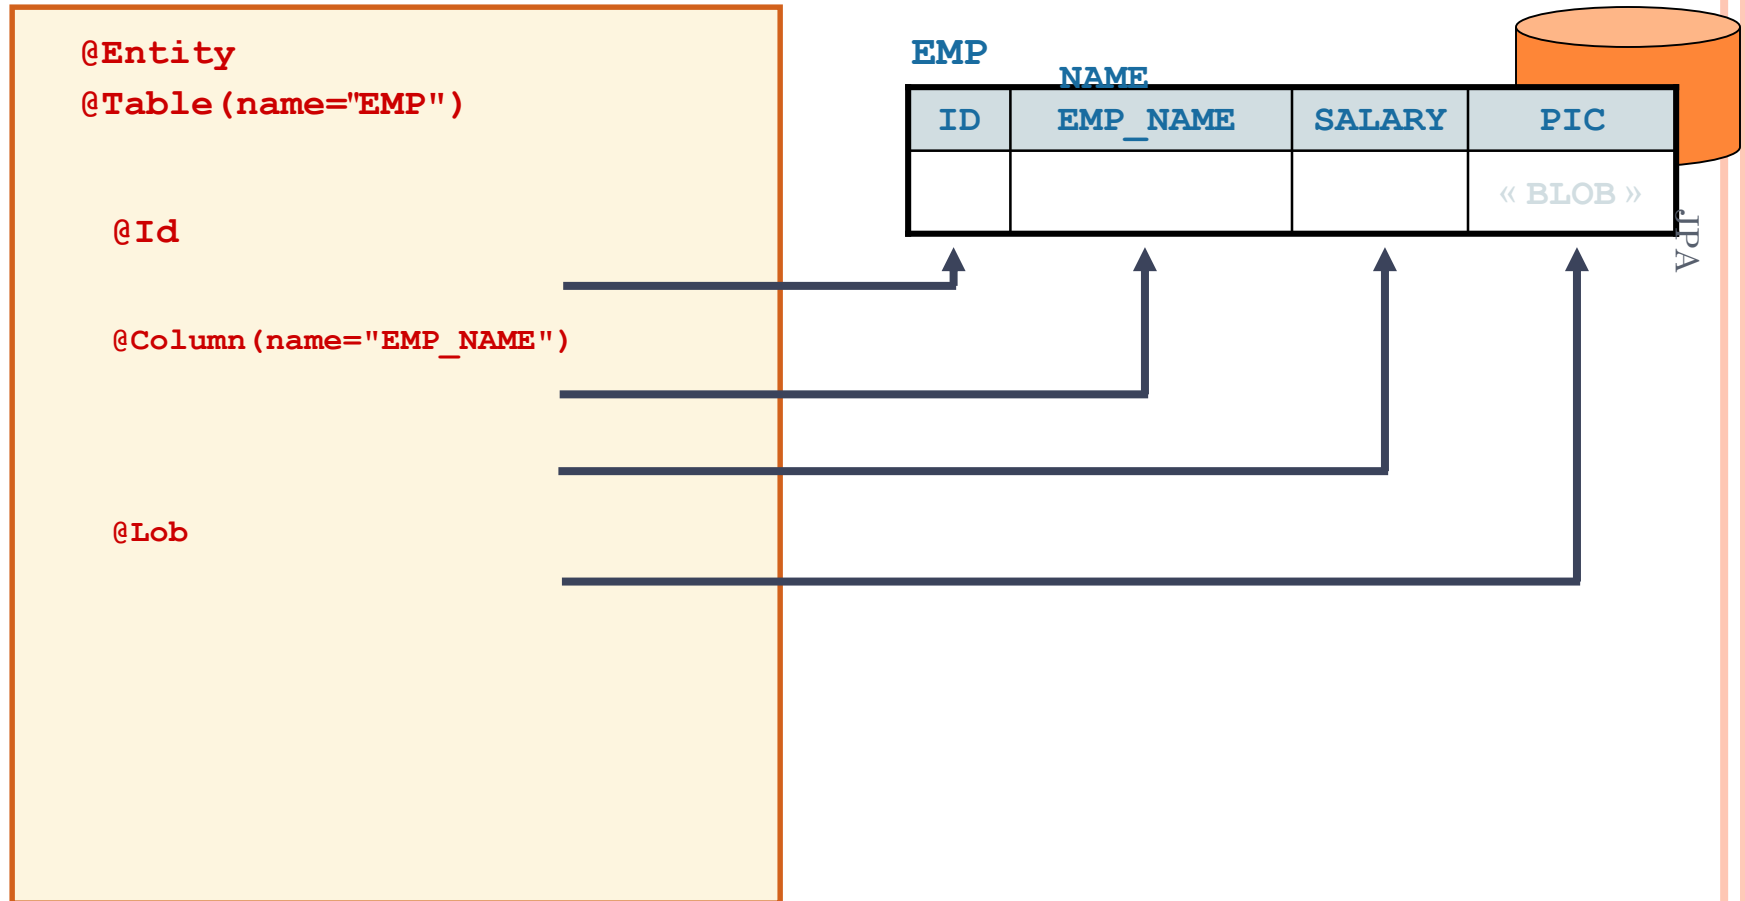 @Entity
@Table(name="EMP")
@Id
@Column(name="EMP_NAME")
@Lob
EMP
NAME
ID EMP_NAME SALARY PIC
« BLOB »
JPA